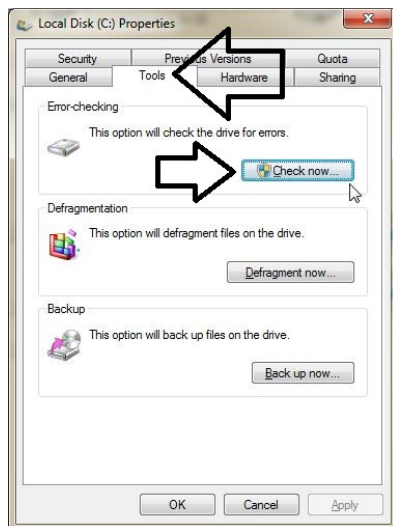 Local Disk (C:) Properties
Security Previous Versions Quota
General Tools Hardware Sharing
Error-checking
This option will check the drive for errors.
Check now...
Defragmentation
This option will defragment files on the drive.
Defragment now...
Backup
This option will back up files on the drive.
Back up now...
OK Cancel Apply